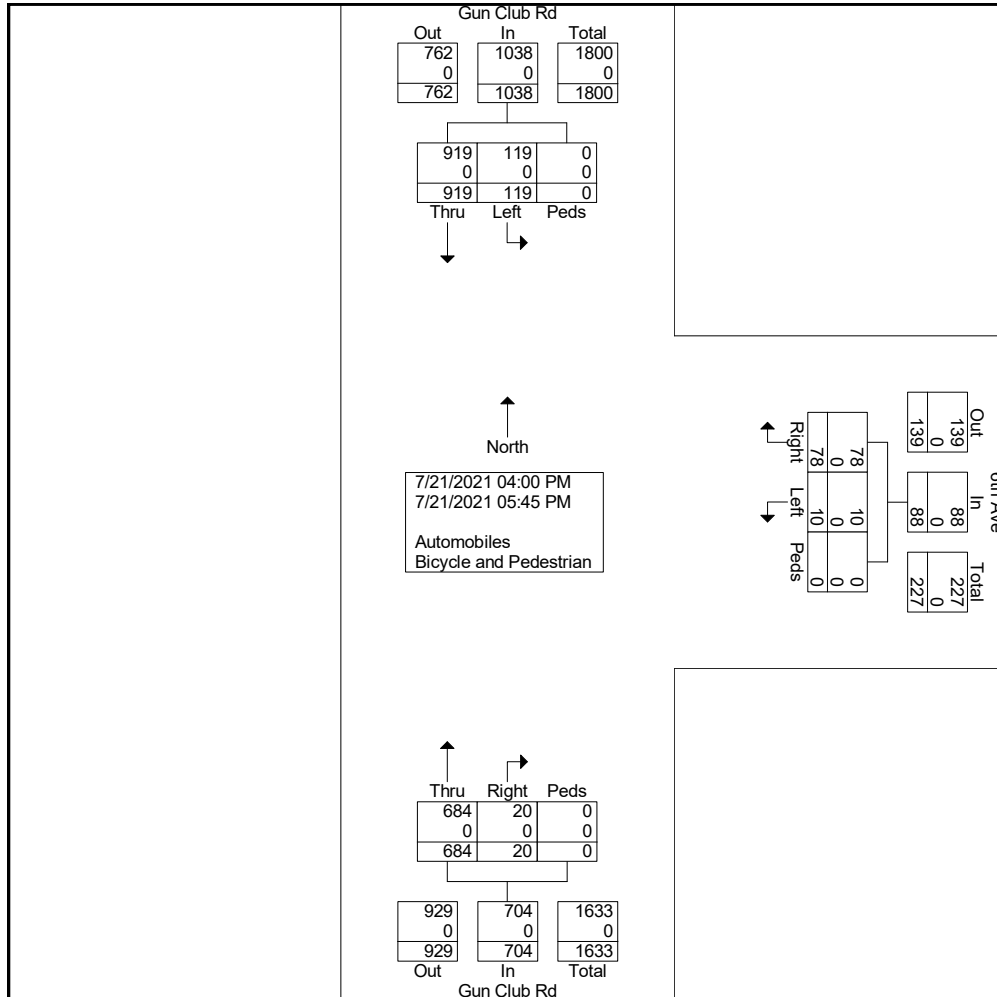 Gun Club Rd
Out In Total
762 1038 1800
0 0 0
762 1038 1800
919 119 0
0 0 0
919 119 0
Thru Left Peds
North
7/21/2021 04:00 PM
7/21/2021 05:45 PM
Automobiles
Bicycle and Pedestrian
Out In Total
139 88 227
0 0 0
139 88 227
78 10 0
0 0 0
78 10 0
Right Left Peds
Thru Right Peds
684 20 0
0 0 0
684 20 0
929 704 1633
0 0 0
929 704 1633
Out In Total
Gun Club Rd